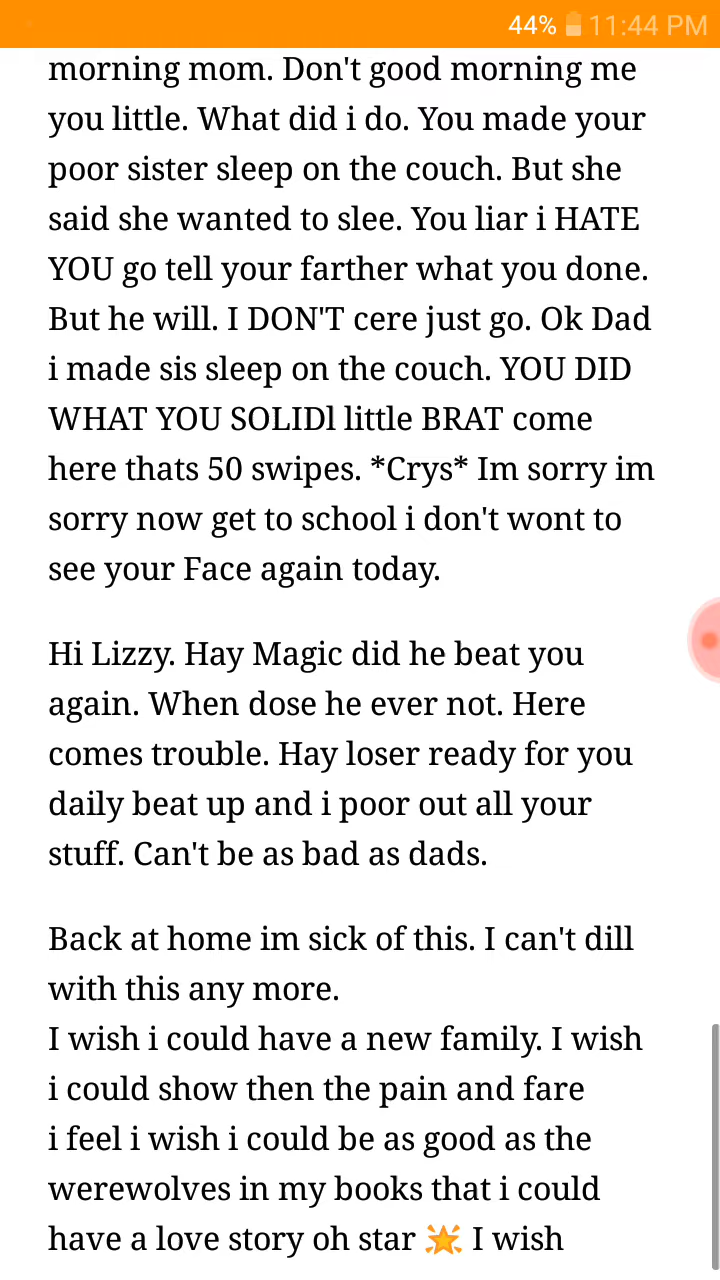 44% 11:44 PM
morning mom. Don't good morning me
you little. What did i do. You made your
poor sister sleep on the couch. But she
said she wanted to slee. You liar i HATE
YOU go tell your farther what you done.
But he will. I DON'T cere just go. Ok Dad
i made sis sleep on the couch. YOU DID
WHAT YOU SOLIDl little BRAT come
here thats 50 swipes. *Crys* Im sorry im
sorry now get to school i don't wont to
see your Face again today.
Hi Lizzy. Hay Magic did he beat you
again. When dose he ever not. Here
comes trouble. Hay loser ready for you
daily beat up and i poor out all your
stuff. Can't be as bad as dads.
Back at home im sick of this. I can't dill
with this any more.
I wish i could have a new family. I wish
i could show then the pain and fare
i feel i wish i could be as good as the
werewolves in my books that i could
have a love story oh star 🌟 I wish